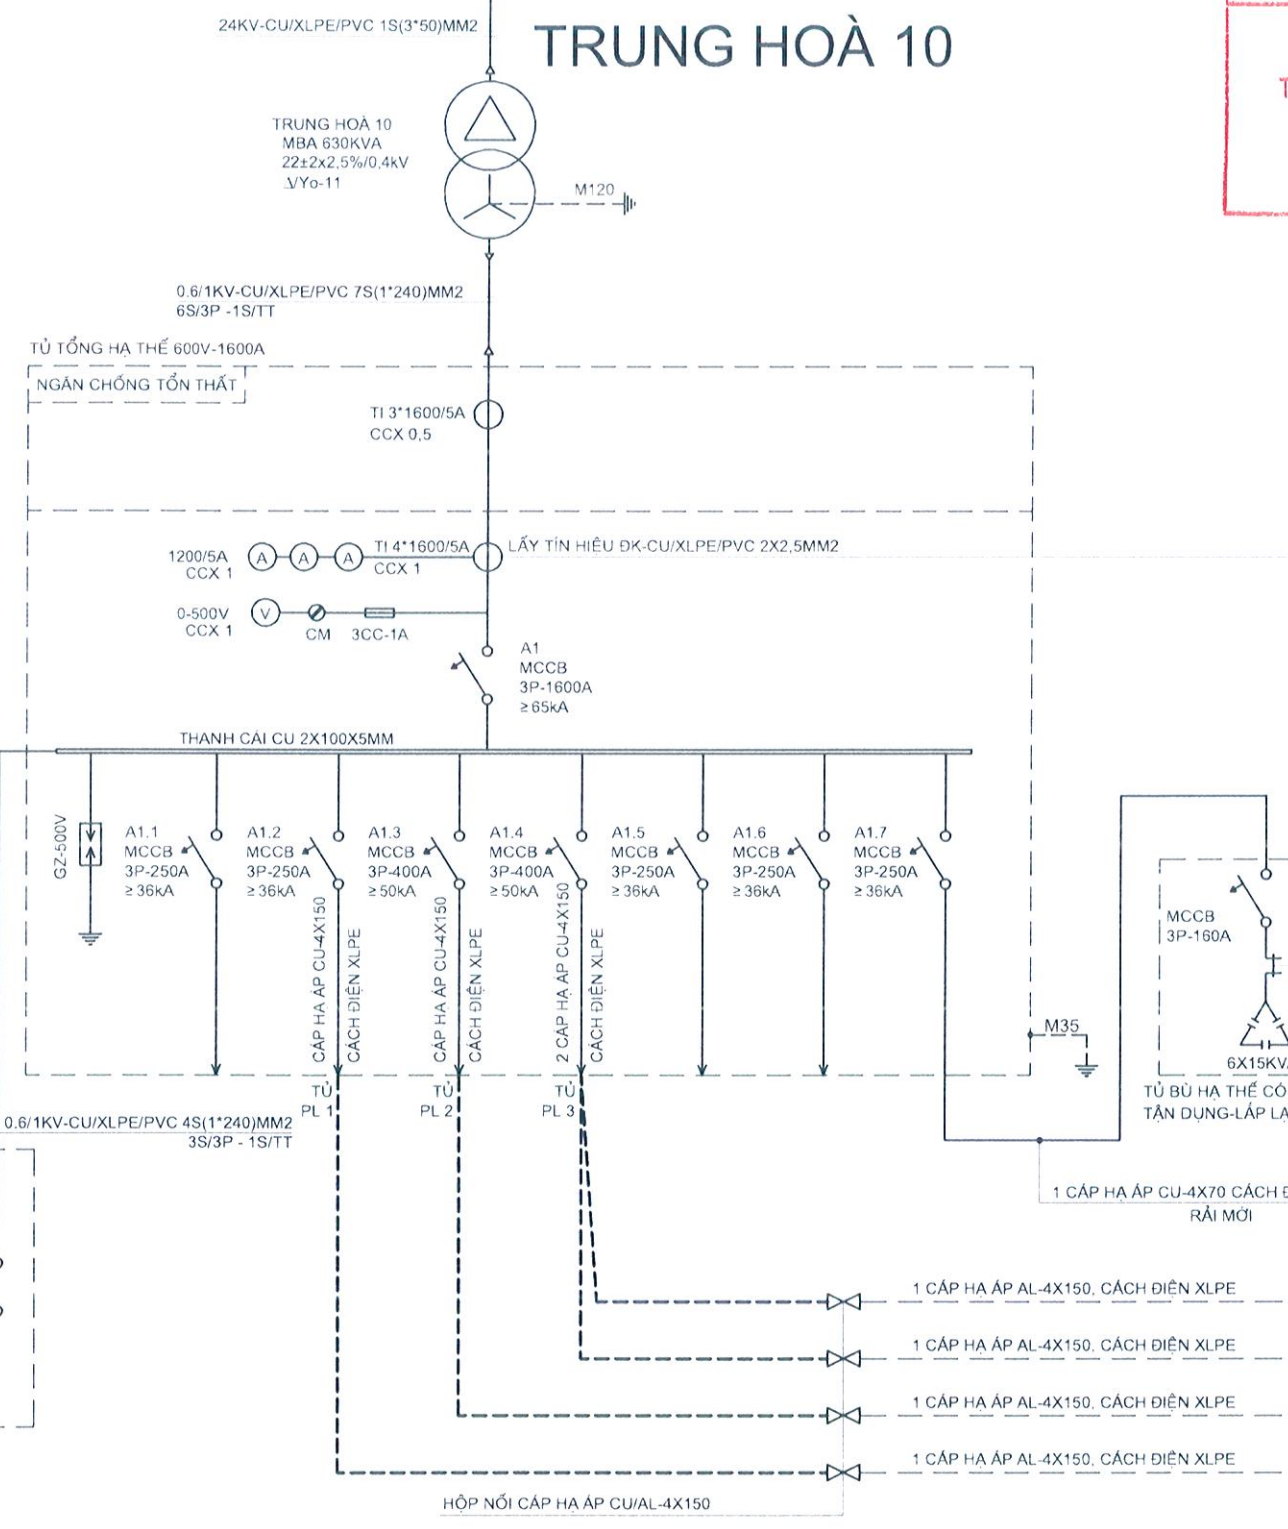 24KV-CU/XLPE/PVC 1S(3*50)MM2
TRUNG HOÀ 10
TRUNG HOÀ 10
MBA 630KVA
22±2x2,5%/0,4kV
/Yo-11
M120
0.6/1KV-CU/XLPE/PVC 7S(1*240)MM2
6S/3P -1S/TT
TỦ TỔNG HẠ THẾ 600V-1600A
NGĂN CHỐNG TỔN THẤT
TI 3*1600/5A
CCX 0,5
1200/5A
CCX 1
A
A
A
TI 4*1600/5A
CCX 1
LẤY TÍN HIỆU ĐK-CU/XLPE/PVC 2X2,5MM2
0-500V
CCX 1
V
CM
3CC-1A
A1
MCCB
3P-1600A
≥65kA
THANH CÁI CU 2X100X5MM
GZ-500V
A1.1
MCCB
3P-250A
≥36kA
A1.2
MCCB
3P-250A
≥36kA
A1.3
MCCB
3P-400A
≥50kA
A1.4
MCCB
3P-400A
≥50kA
A1.5
MCCB
3P-250A
≥36kA
A1.6
MCCB
3P-250A
≥36kA
A1.7
MCCB
3P-250A
≥36kA
MCCB
3P-160A
CÁP HẠ ÁP CU-4X150
CÁCH ĐIỆN XLPE
CÁP HẠ ÁP CU-4X150
CÁCH ĐIỆN XLPE
2 CÁP HẠ ÁP CU-4X150
CÁCH ĐIỆN XLPE
M35
6X15KV
TỦ BÙ HẠ THẾ CÓ
TẬN DỤNG-LẮP LẠ
TỦ
PL 1
TỦ
PL 2
TỦ
PL 3
0.6/1KV-CU/XLPE/PVC 4S(1*240)MM2
3S/3P - 1S/TT
1 CÁP HẠ ÁP CU-4X70 CÁCH Đ
RẢI MỚI
1 CÁP HẠ ÁP AL-4X150, CÁCH ĐIỆN XLPE
1 CÁP HẠ ÁP AL-4X150, CÁCH ĐIỆN XLPE
1 CÁP HẠ ÁP AL-4X150, CÁCH ĐIỆN XLPE
1 CÁP HẠ ÁP AL-4X150, CÁCH ĐIỆN XLPE
HỘP NỐI CÁP HẠ ÁP CU/AL-4X150